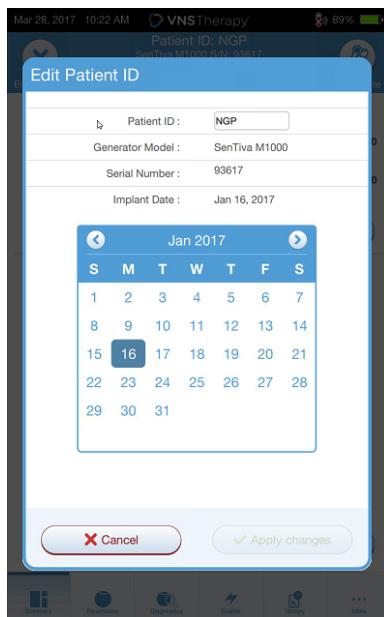 Mar 28, 2017 10:22 AM VNSTherapy 89%
Patient ID: NGP
SenTiva M1000 S/N: 93617
Edit Patient ID
Patient ID : NGP
Generator Model : SenTiva M1000
Serial Number : 93617
Implant Date : Jan 16, 2017
Jan 2017
S M T W T F S
1 2 3 4 5 6 7
8 9 10 11 12 13 14
15 16 17 18 19 20 21
22 23 24 25 26 27 28
29 30 31
Cancel Apply changes
Summary Parameters Diagnostics Events History More